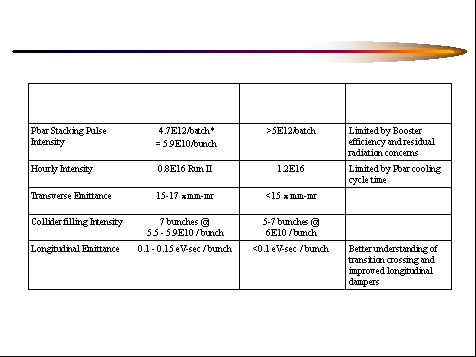 Pbar Stacking Pulse
Intensity
4.7E12/batch*
= 5.9E10/bunch
>5E12/batch
Limited by Booster
efficiency and residual
radiation concerns
Hourly Intensity
0.8E16 Run II
1.2E16
Limited by Pbar cooling
cycle time
Transverse Emittance
15-17 π mm-mr
<15 π mm-mr
Collider filling Intensity
7 bunches @
5.5 - 5.9E10 / bunch
5-7 bunches @
6E10 / bunch
Longitudinal Emittance
0.1 - 0.15 eV-sec / bunch
<0.1 eV-sec / bunch
Better understanding of
transition crossing and
improved longitudinal
dampers